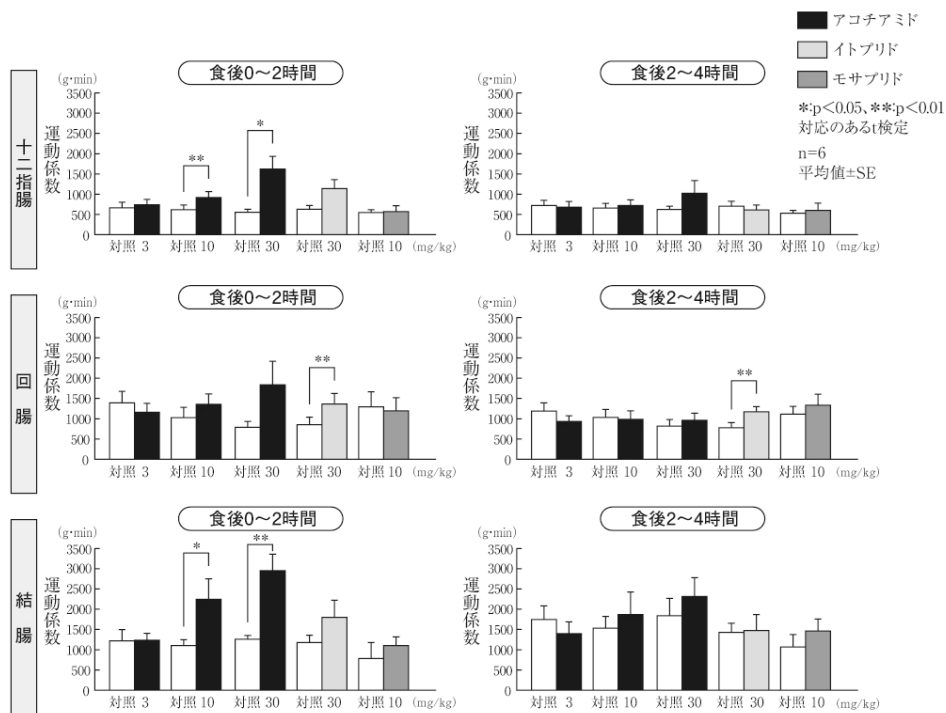 アコチアミド
イトプリド
モサプリド
*:p<0.05、**:p<0.01
対応のあるt検定
n=6
平均値±SE
十二指腸
食後0〜2時間
(g·min)
運動係数
3500
3000
2500
2000
1500
1000
500
0
**
*
対照 3 対照 10 対照 30 対照 30 対照 10 (mg/kg)
食後2〜4時間
(g·min)
運動係数
3500
3000
2500
2000
1500
1000
500
0
対照 3 対照 10 対照 30 対照 30 対照 10 (mg/kg)
回腸
食後0〜2時間
(g·min)
運動係数
3500
3000
2500
2000
1500
1000
500
0
**
対照 3 対照 10 対照 30 対照 30 対照 10 (mg/kg)
食後2〜4時間
(g·min)
運動係数
3500
3000
2500
2000
1500
1000
500
0
**
対照 3 対照 10 対照 30 対照 30 対照 10 (mg/kg)
結腸
食後0〜2時間
(g·min)
運動係数
3500
3000
2500
2000
1500
1000
500
0
*
**
対照 3 対照 10 対照 30 対照 30 対照 10 (mg/kg)
食後2〜4時間
(g·min)
運動係数
3500
3000
2500
2000
1500
1000
500
0
対照 3 対照 10 対照 30 対照 30 対照 10 (mg/kg)